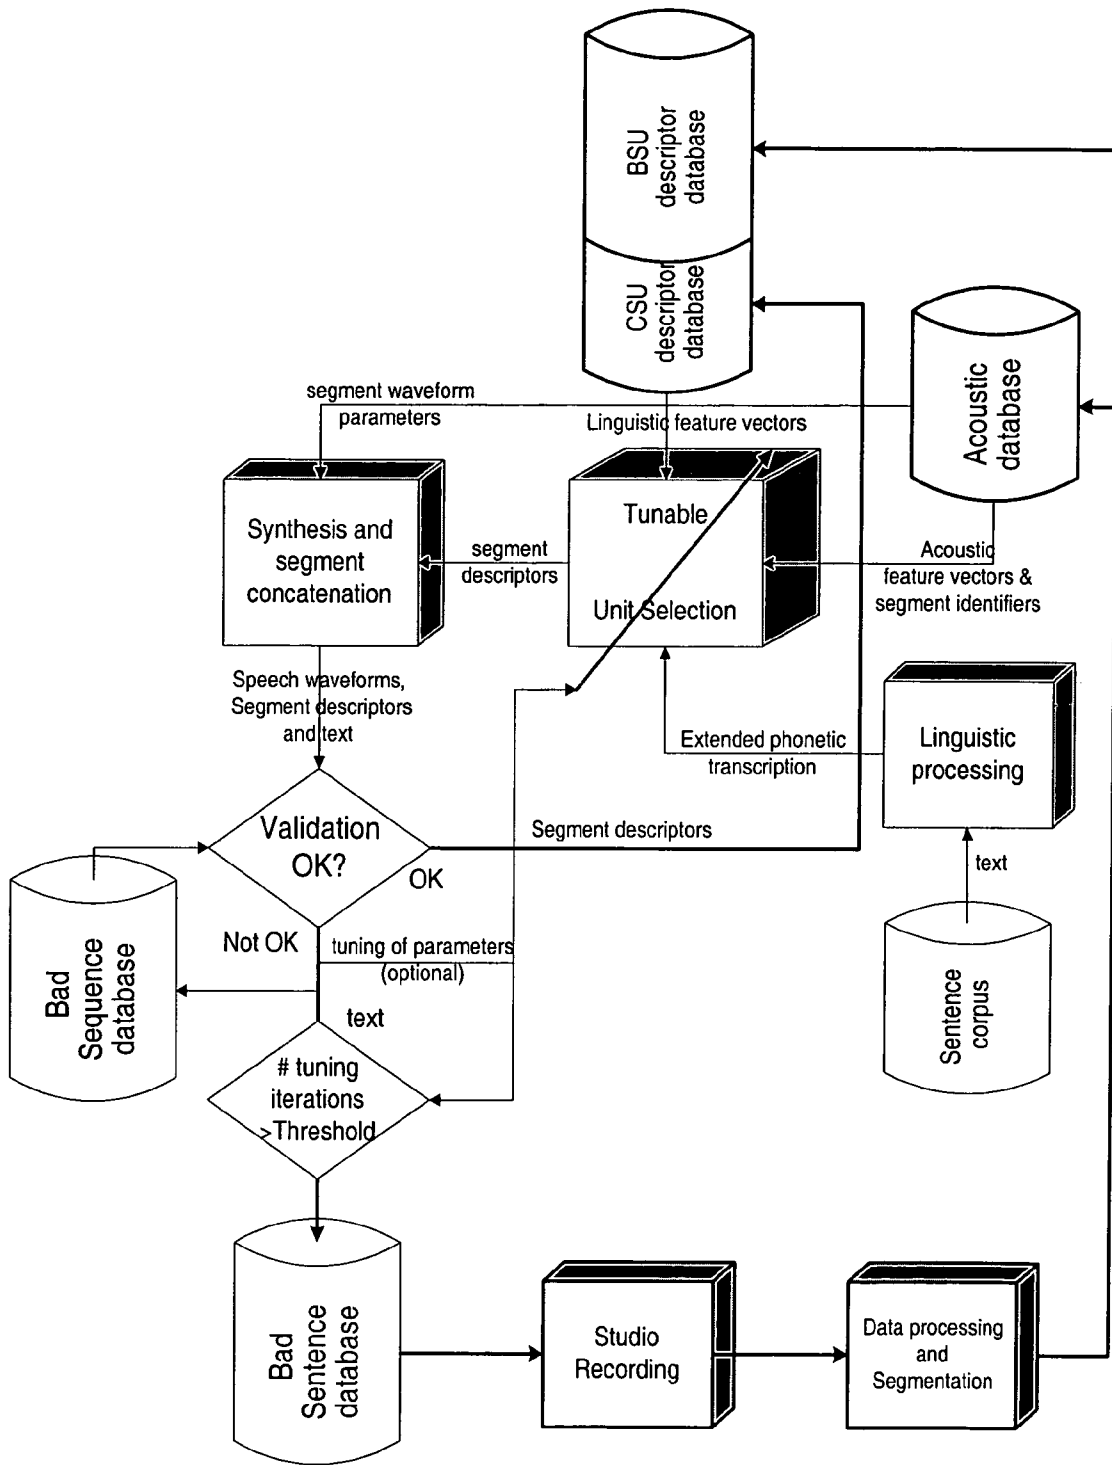 BSU
descriptor
database
CSU
descriptor
database
Acoustic
database
segment waveform
parameters
Linguistic feature vectors
Synthesis and
segment
concatenation
segment
descriptors
Tunable
Unit Selection
Acoustic
feature vectors &
segment identifiers
Speech waveforms,
Segment descriptors
and text
Extended phonetic
transcription
Linguistic
processing
Validation
OK?
Segment descriptors
OK
text
Bad
Sequence
database
Not OK
tuning of parameters
(optional)
text
Sentence
corpus
# tuning
iterations
>Threshold
Bad
Sentence
database
Studio
Recording
Data processing
and
Segmentation